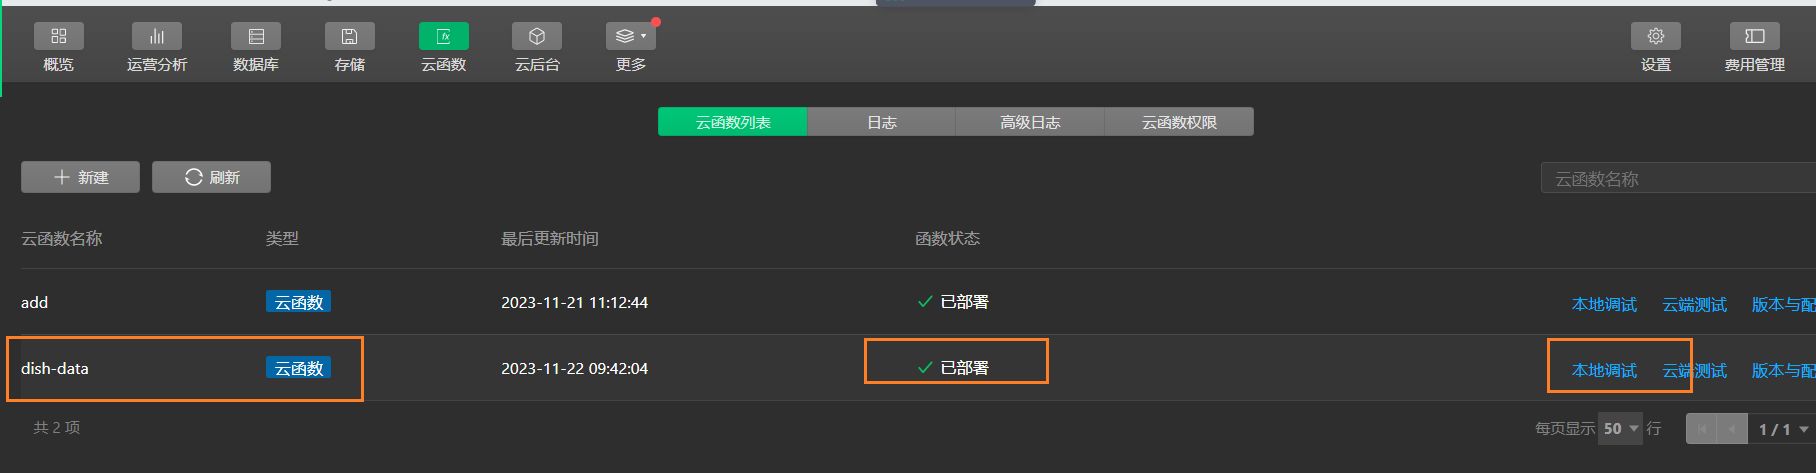 概览 运营分析 数据库 存储 云函数 云后台 更多 设置 费用管理
云函数列表 日志 高级日志 云函数权限
新建 刷新 云函数名称
云函数名称 类型 最后更新时间 函数状态
add 云函数 2023-11-21 11:12:44 已部署 本地调试 云端测试 版本与配
dish-data 云函数 2023-11-22 09:42:04 已部署 本地调试 云端测试 版本与配
共 2 项 每页显示 50 行 1 / 1